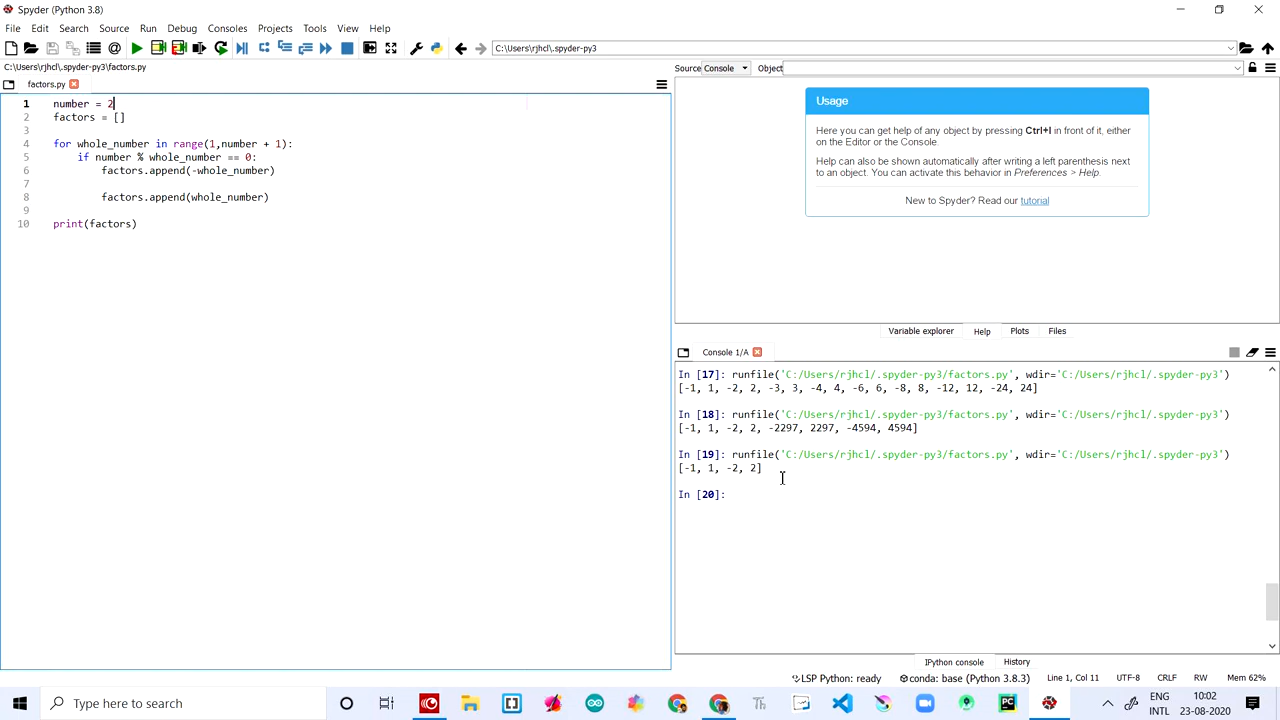 Spyder (Python 3.8)
File Edit Search Source Run Debug Consoles Projects Tools View Help
C:\Users\rjhcl\.spyder-py3
C:\Users\rjhcl\.spyder-py3\factors.py
factors.py
1 number = 2
2 factors = []
3
4 for whole_number in range(1,number + 1):
5 if number % whole_number == 0:
6 factors.append(-whole_number)
7
8 factors.append(whole_number)
9
10 print(factors)
Source Console Object
Usage
Here you can get help of any object by pressing Ctrl+I in front of it, either
on the Editor or the Console.
Help can also be shown automatically after writing a left parenthesis next
to an object. You can activate this behavior in Preferences > Help.
New to Spyder? Read our tutorial
Variable explorer Help Plots Files
Console 1/A
In [17]: runfile('C:/Users/rjhcl/.spyder-py3/factors.py', wdir='C:/Users/rjhcl/.spyder-py3')
[-1, 1, -2, 2, -3, 3, -4, 4, -6, 6, -8, 8, -12, 12, -24, 24]
In [18]: runfile('C:/Users/rjhcl/.spyder-py3/factors.py', wdir='C:/Users/rjhcl/.spyder-py3')
[-1, 1, -2, 2, -2297, 2297, -4594, 4594]
In [19]: runfile('C:/Users/rjhcl/.spyder-py3/factors.py', wdir='C:/Users/rjhcl/.spyder-py3')
[-1, 1, -2, 2]
In [20]:
IPython console History
LSP Python: ready conda: base (Python 3.8.3) Line 1, Col 11 UTF-8 CRLF RW Mem 62%
Type here to search
Th
PC
ENG
INTL
10:02
23-08-2020